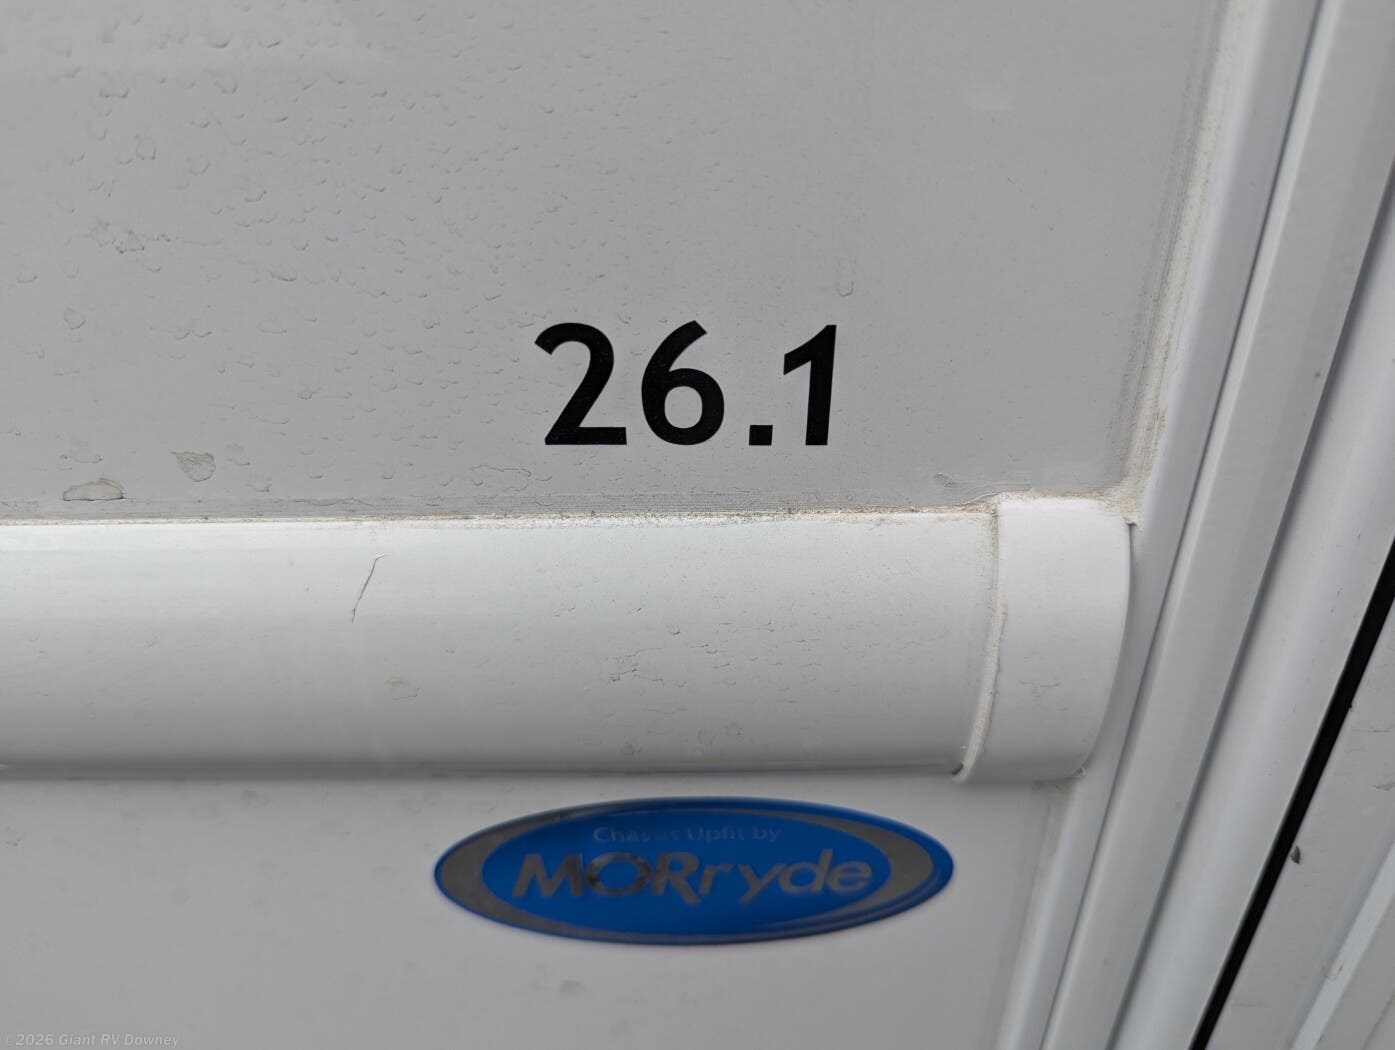 26.1
Chassis Upfit by
MORryde
©2026 Giant RV Downey